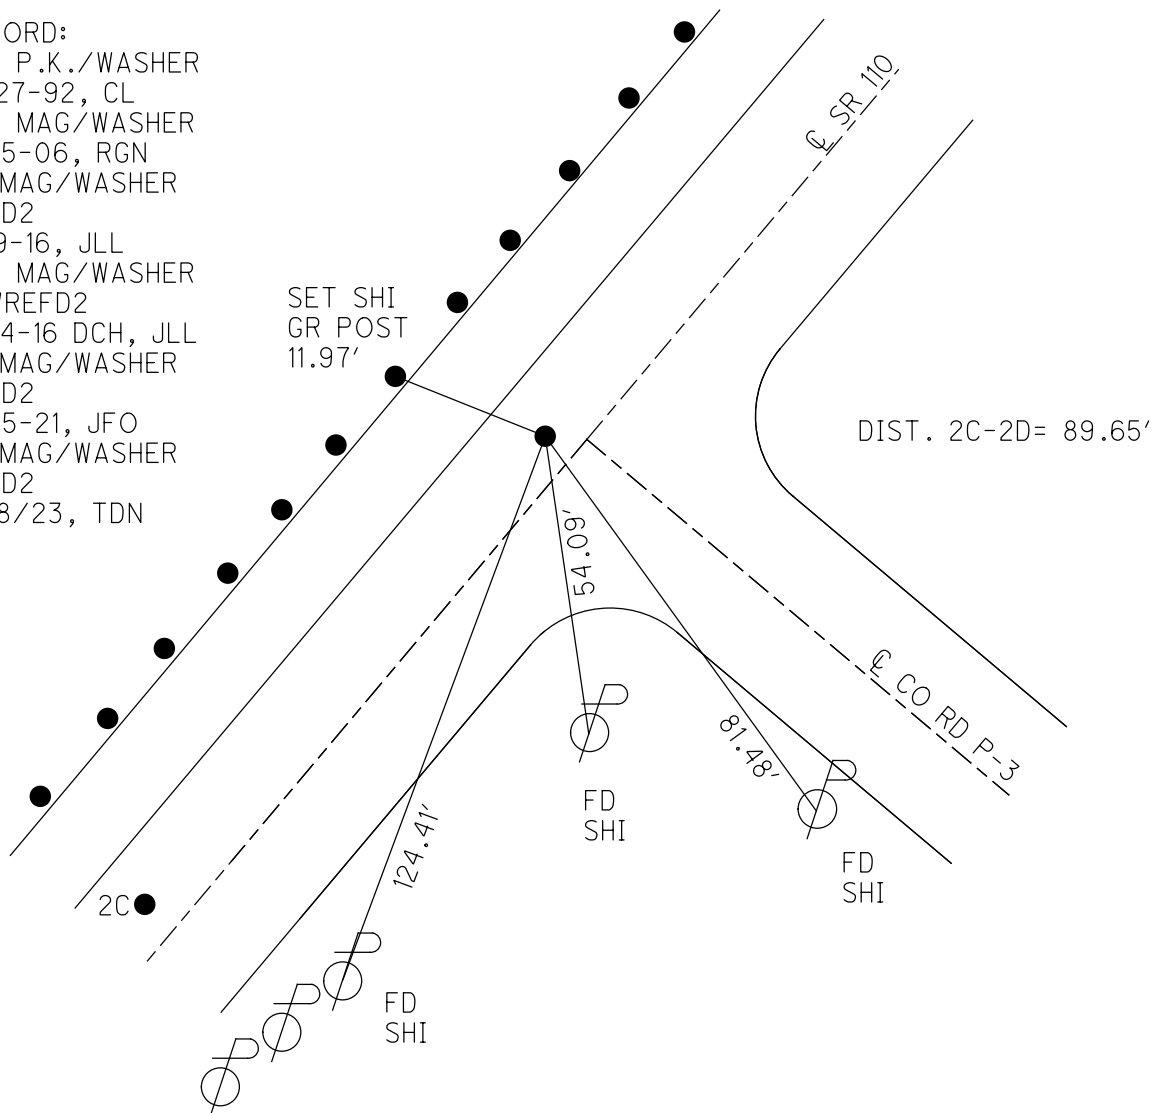 ORD:
P.K./WASHER
27-92, CL
MAG/WASHER
5-06, RGN
MAG/WASHER
D2
9-16, JLL
MAG/WASHER
/REFD2
4-16 DCH, JLL
MAG/WASHER
D2
5-21, JFO
MAG/WASHER
D2
8/23, TDN
SET SHI
GR POST
11.97'
℄ SR 110
DIST. 2C-2D= 89.65'
54.09'
81.48'
124.41'
℄ CO RD P-3
FD
SHI
FD
SHI
2C
FD
SHI